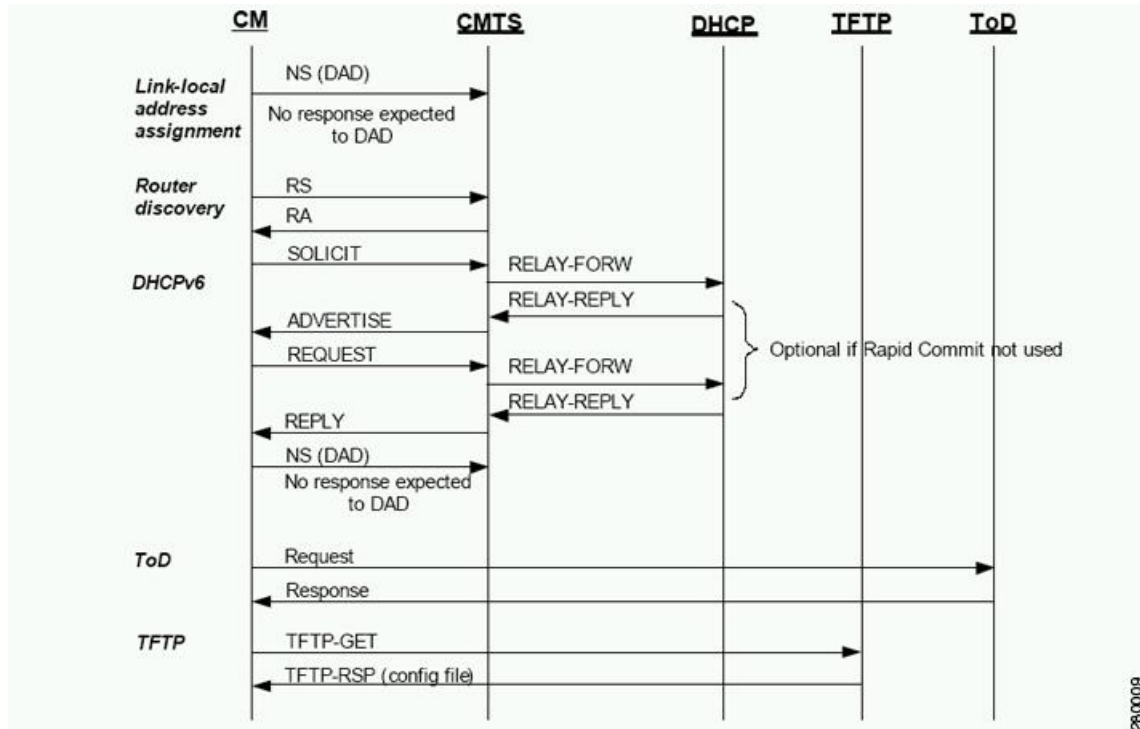 CM
CMTS
DHCP
TFTP
ToD
Link-local
address
assignment
NS (DAD)
No response expected
to DAD
Router
discovery
RS
RA
SOLICIT
DHCPv6
RELAY-FORW
RELAY-REPLY
ADVERTISE
REQUEST
Optional if Rapid Commit not used
RELAY-FORW
RELAY-REPLY
REPLY
NS (DAD)
No response expected
to DAD
ToD
Request
Response
TFTP
TFTP-GET
TFTP-RSP (config file)
280009